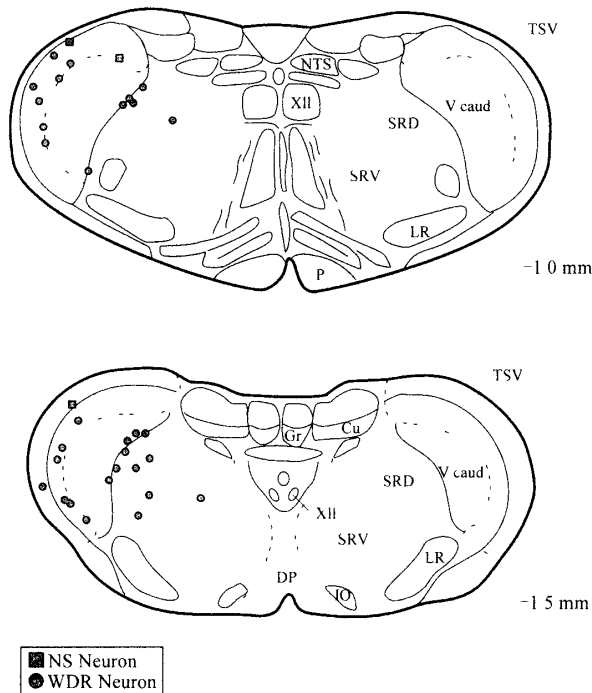 TSV
NTS
XII
V caud
SRD
SRV
LR
P
-1 0 mm
TSV
Gr
Cu
V caud
SRD
XII
SRV
LR
DP
IO
-1 5 mm
NS Neuron
WDR Neuron